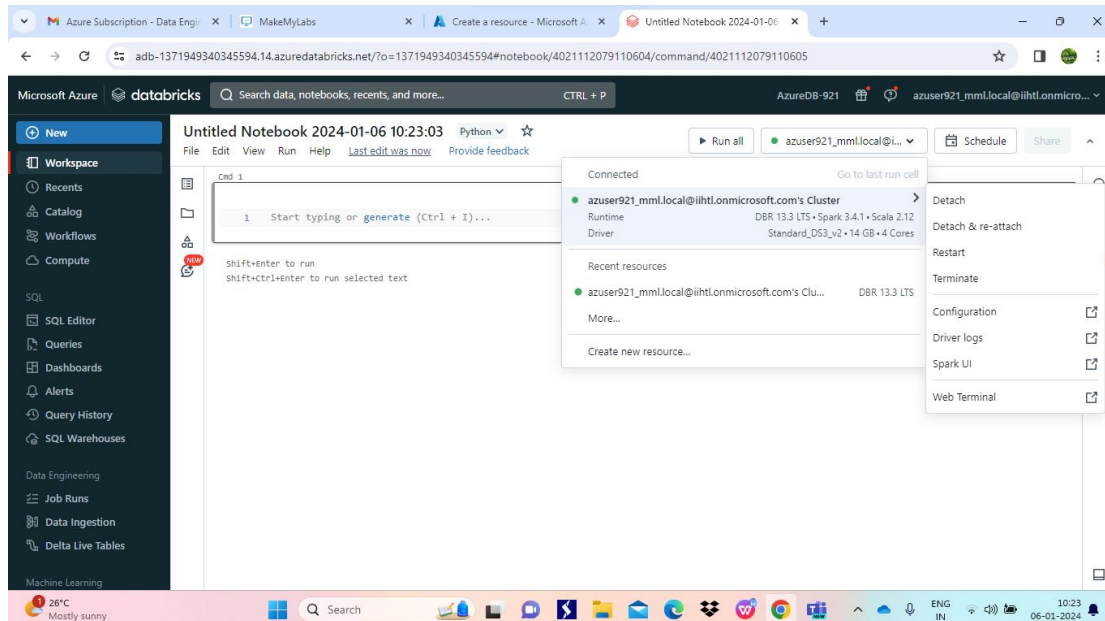 Azure Subscription - Data Engin
MakeMyLabs
Create a resource - Microsoft A
Untitled Notebook 2024-01-06
adb-1371949340345594.14.azuredatabricks.net/?o=1371949340345594#notebook/4021112079110604/command/4021112079110605
Microsoft Azure databricks Search data, notebooks, recents, and more... CTRL + P AzureDB-921 azuser921_mml.local@iihtl.onmicro...
New
Workspace
Recents
Catalog
Workflows
Compute
SQL
SQL Editor
Queries
Dashboards
Alerts
Query History
SQL Warehouses
Data Engineering
Job Runs
Data Ingestion
Delta Live Tables
Machine Learning
Untitled Notebook 2024-01-06 10:23:03 Python
File Edit View Run Help Last edit was now Provide feedback
Run all azuser921_mml.local@i... Schedule Share
Cmd 1
1 Start typing or generate (Ctrl + I)...
NEW
Shift+Enter to run
Shift+Ctrl+Enter to run selected text
Connected Go to last run cell
azuser921_mml.local@iihtl.onmicrosoft.com's Cluster
Runtime DBR 13.3 LTS • Spark 3.4.1 • Scala 2.12
Driver Standard_DS3_v2 • 14 GB • 4 Cores
Recent resources
azuser921_mml.local@iihtl.onmicrosoft.com's Clu... DBR 13.3 LTS
More...
Create new resource...
Detach
Detach & re-attach
Restart
Terminate
Configuration
Driver logs
Spark UI
Web Terminal
26°C
Mostly sunny
Search
ENG
IN
10:23
06-01-2024